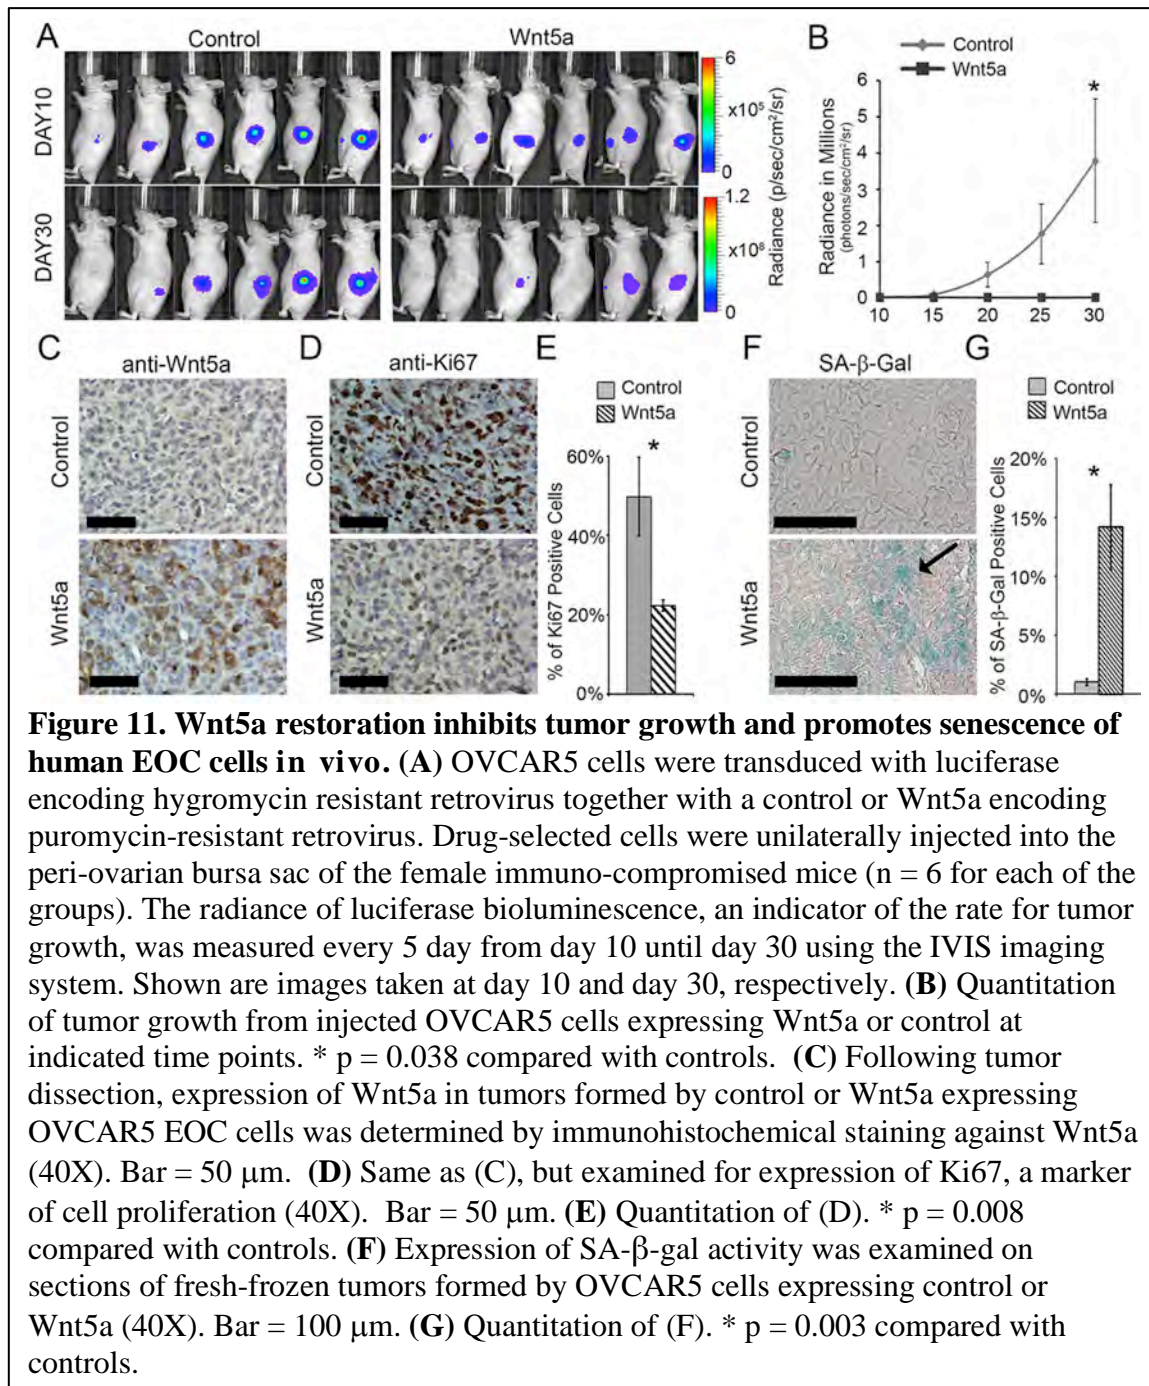 A
Control
Wnt5a
DAY10
DAY30
6
x10⁵
0
1.2
x10⁸
0
Radiance (p/sec/cm²/sr)
B
Control
Wnt5a
Radiance in Millions
(photons/sec/cm²/sr)
6
5
4
3
2
1
0
*
10 15 20 25 30
C
anti-Wnt5a
Control
Wnt5a
D
anti-Ki67
Control
Wnt5a
E
Control
Wnt5a
% of Ki67 Positive Cells
60%
40%
20%
0%
*
F
SA-β-Gal
Control
Wnt5a
G
Control
Wnt5a
% of SA-β-Gal Positive Cells
20%
15%
10%
5%
0%
*
Figure 11. Wnt5a restoration inhibits tumor growth and promotes senescence of
human EOC cells in vivo. (A) OVCAR5 cells were transduced with luciferase
encoding hygromycin resistant retrovirus together with a control or Wnt5a encoding
puromycin-resistant retrovirus. Drug-selected cells were unilaterally injected into the
peri-ovarian bursa sac of the female immuno-compromised mice (n = 6 for each of the
groups). The radiance of luciferase bioluminescence, an indicator of the rate for tumor
growth, was measured every 5 day from day 10 until day 30 using the IVIS imaging
system. Shown are images taken at day 10 and day 30, respectively. (B) Quantitation
of tumor growth from injected OVCAR5 cells expressing Wnt5a or control at
indicated time points. * p = 0.038 compared with controls. (C) Following tumor
dissection, expression of Wnt5a in tumors formed by control or Wnt5a expressing
OVCAR5 EOC cells was determined by immunohistochemical staining against Wnt5a
(40X). Bar = 50 μm. (D) Same as (C), but examined for expression of Ki67, a marker
of cell proliferation (40X). Bar = 50 μm. (E) Quantitation of (D). * p = 0.008
compared with controls. (F) Expression of SA-β-gal activity was examined on
sections of fresh-frozen tumors formed by OVCAR5 cells expressing control or
Wnt5a (40X). Bar = 100 μm. (G) Quantitation of (F). * p = 0.003 compared with
controls.